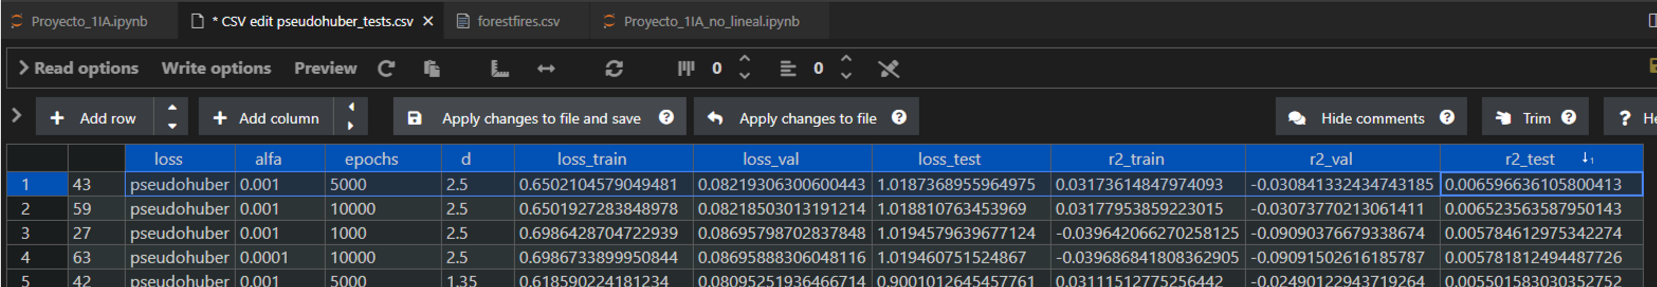 Proyecto_1IA.ipynb * CSV edit pseudohuber_tests.csv forestfires.csv Proyecto_1IA_no_lineal.ipynb
Read options Write options Preview 0 0
Add row Add column Apply changes to file and save ? Apply changes to file ? Hide comments ? Trim ? ? He
loss alfa epochs d loss_train loss_val loss_test r2_train r2_val r2_test ↓1
1 43 pseudohuber 0.001 5000 2.5 0.6502104579049481 0.08219306300600443 1.0187368955964975 0.03173614847974093 -0.030841332434743185 0.006596636105800413
2 59 pseudohuber 0.001 10000 2.5 0.6501927283848978 0.08218503013191214 1.018810763453969 0.03177953859223015 -0.03073770213061411 0.006523563587950143
3 27 pseudohuber 0.001 1000 2.5 0.6986428704722939 0.08695798702837848 1.0194579639677124 -0.039642066270258125 -0.09090376679338674 0.005784612975342274
4 63 pseudohuber 0.0001 10000 2.5 0.6986733899950844 0.08695888306048116 1.019460751524867 -0.039686841808362905 -0.09091502616185787 0.005781812494487726
5 42 pseudohuber 0.001 5000 1.35 0.618590224181234 0.08095251936466714 0.9001012645457761 0.03111512775256442 -0.02490122943719264 0.005501583030352752